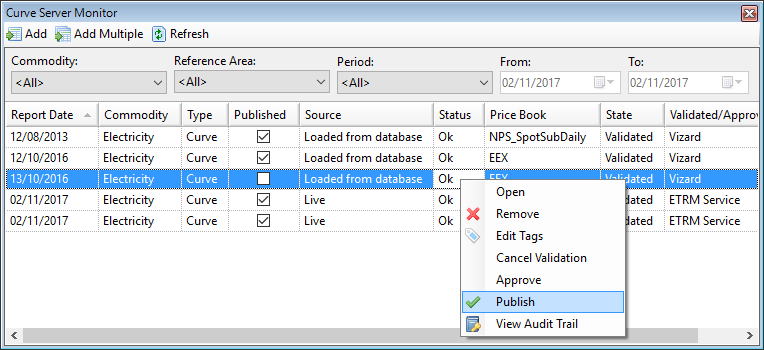 Curve Server Monitor
Add Add Multiple Refresh
Commodity: Reference Area: Period: From: To:
<All> <All> <All> 02/11/2017 02/11/2017
Report Date Commodity Type Published Source Status Price Book State Validated/Approv
12/08/2013 Electricity Curve Loaded from database Ok NPS_SpotSubDaily Validated Vizard
12/10/2016 Electricity Curve Loaded from database Ok EEX Validated Vizard
13/10/2016 Electricity Curve Loaded from database Ok EEX Validated Vizard
02/11/2017 Electricity Curve Live Ok ated ETRM Service
02/11/2017 Electricity Curve Live Ok ated ETRM Service
Open
Remove
Edit Tags
Cancel Validation
Approve
Publish
View Audit Trail